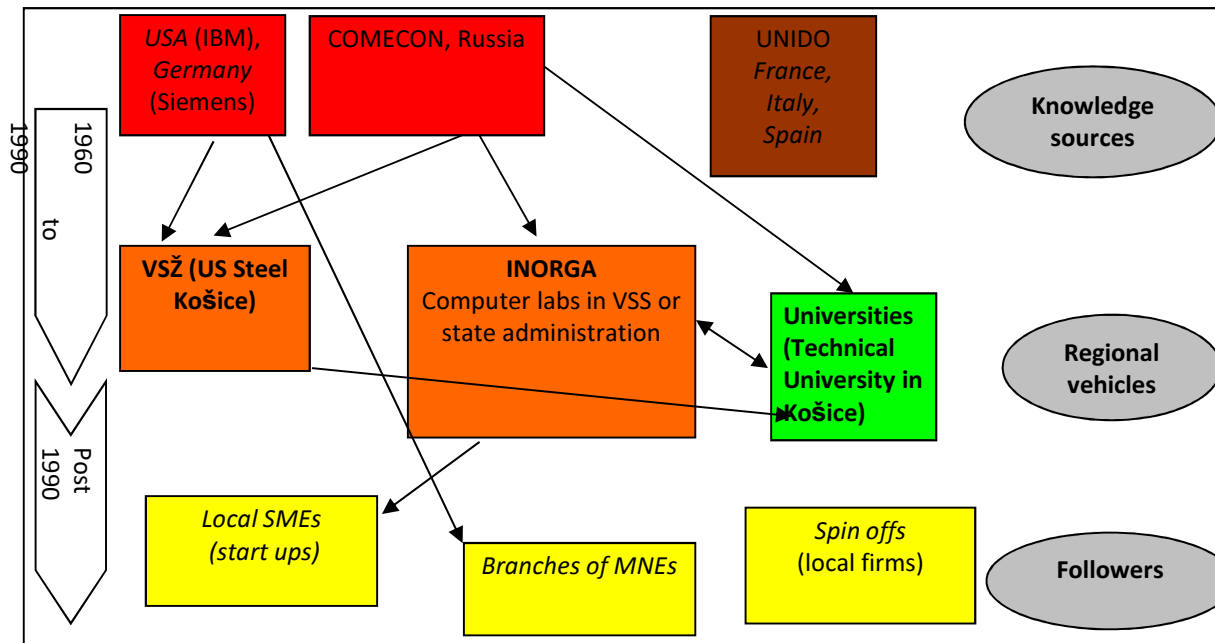 USA (IBM),
Germany
(Siemens)
COMECON, Russia
UNIDO
France,
Italy,
Spain
Knowledge
sources
1960
to
1990
VSŽ (US Steel
Košice)
INORGA
Computer labs in VSS or
state administration
Universities
(Technical
University in
Košice)
Regional
vehicles
Post
1990
Local SMEs
(start ups)
Branches of MNEs
Spin offs
(local firms)
Followers